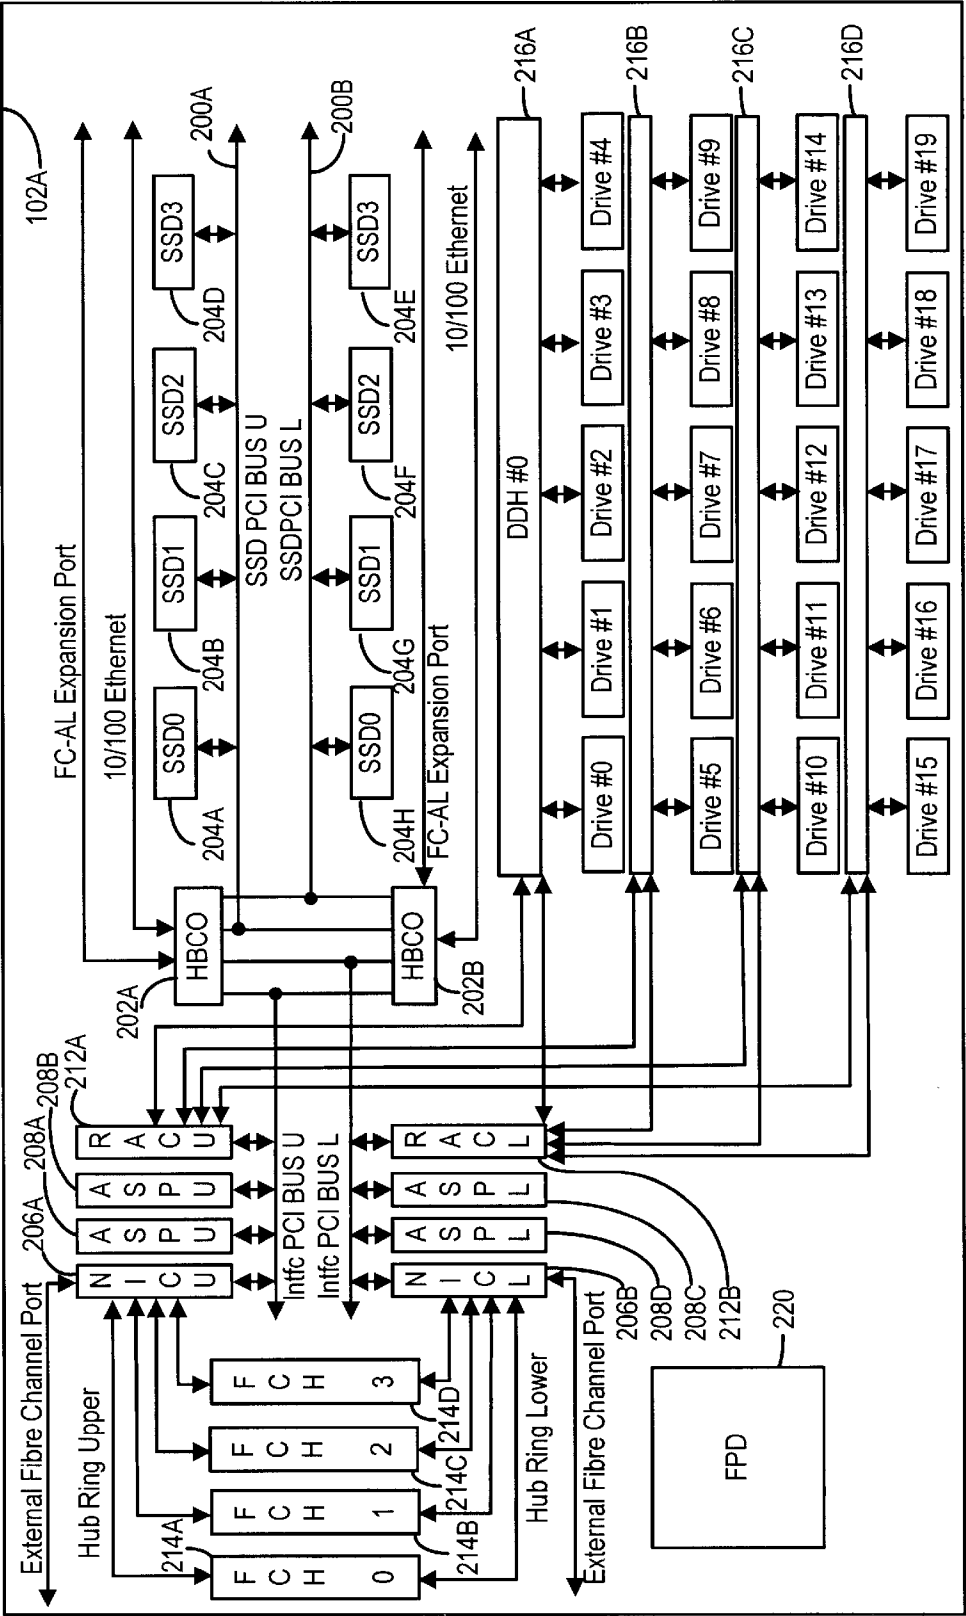 102A
FC-AL Expansion Port
10/100 Ethernet
SSD0
SSD1
SSD2
SSD3
204A
204B
204C
204D
200A
SSD PCI BUS U
SSDPCI BUS L
200B
SSD0
SSD1
SSD2
SSD3
204H
204G
204F
204E
FC-AL Expansion Port
10/100 Ethernet
HBCO
202A
HBCO
202B
External Fibre Channel Port
206A
208A
208B
212A
NICU
ASPU
ASPU
RACU
Intfc PCI BUS U
Intfc PCI BUS L
NICL
ASPL
ASPL
RACL
206B
208D
208C
212B
Hub Ring Upper
214A
FCH 0
FCH 1
FCH 2
FCH 3
214B
214C
214D
Hub Ring Lower
External Fibre Channel Port
FPD
220
DDH #0
216A
Drive #0
Drive #1
Drive #2
Drive #3
Drive #4
216B
Drive #5
Drive #6
Drive #7
Drive #8
Drive #9
216C
Drive #10
Drive #11
Drive #12
Drive #13
Drive #14
216D
Drive #15
Drive #16
Drive #17
Drive #18
Drive #19